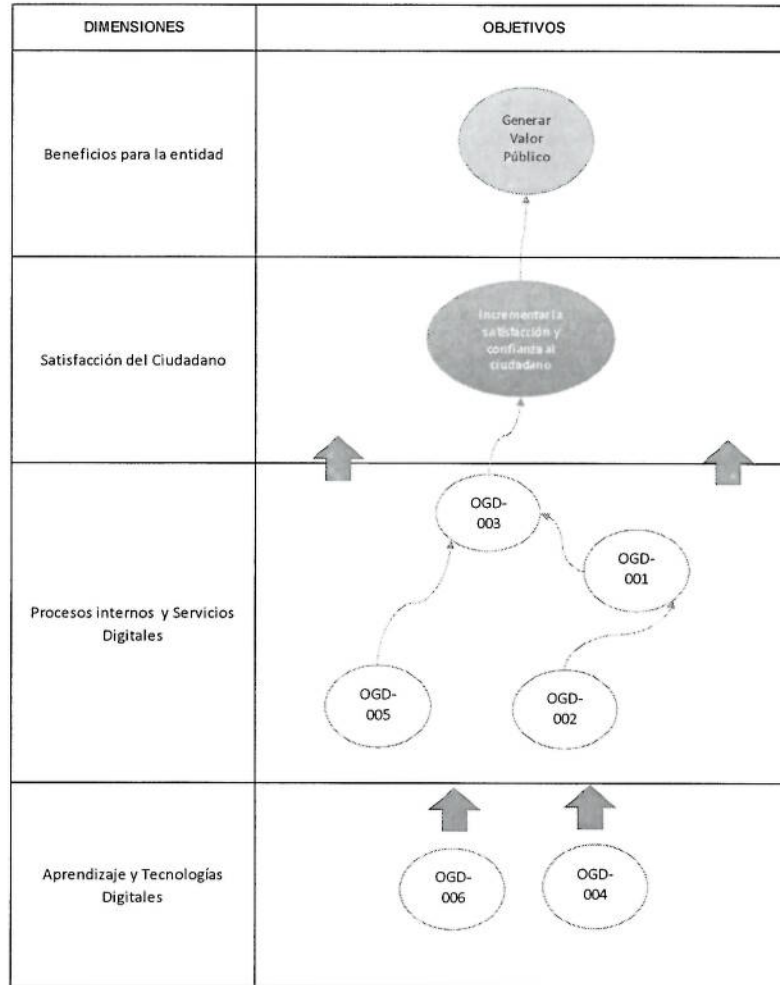 DIMENSIONES
OBJETIVOS
Beneficios para la entidad
Generar
Valor
Público
Satisfacción del Ciudadano
Incrementar la
satisfacción y
confianza al
ciudadano
Procesos internos y Servicios
Digitales
OGD-
003
OGD-
001
OGD-
005
OGD-
002
Aprendizaje y Tecnologías
Digitales
OGD-
006
OGD-
004